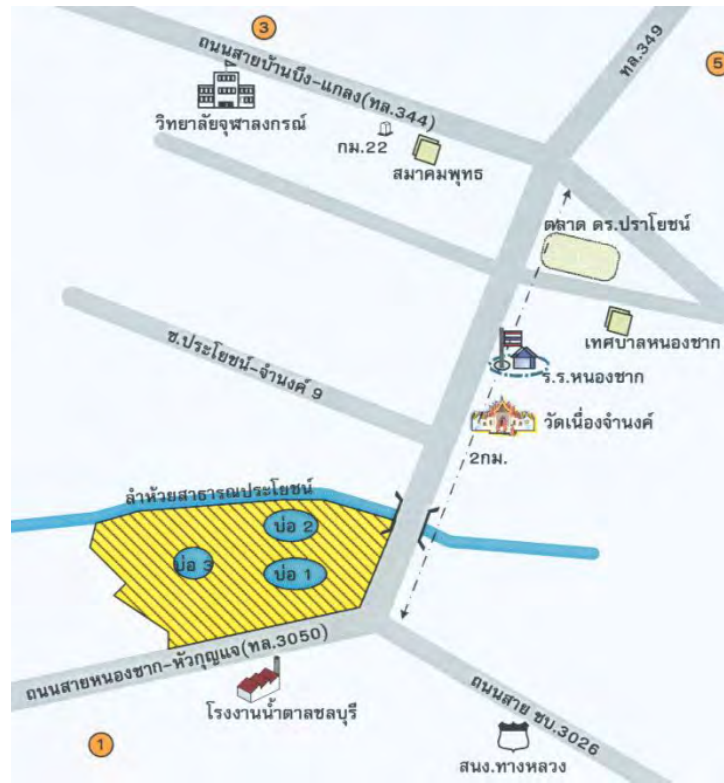 3
ถนนสายบ้านบึง-แกลง(ทล.344)
ทล.349
5
วิทยาลัยจุฬาลงกรณ์
กม.22
สมาคมพุทธ
ตลาด ดร.ปราโยชน์
เทศบาลหนองชาก
ซ.ประโยชน์-จำนงค์ 9
ร.ร.หนองชาก
วัดเนื่องจำนงค์
2กม.
ลำห้วยสาธารณประโยชน์
บ่อ 2
บ่อ 3
บ่อ 1
ถนนสายหนองชาก-หัวกุญแจ(ทล.3050)
โรงงานน้ำตาลชลบุรี
ถนนสาย ชบ.3026
1
สนง.ทางหลวง